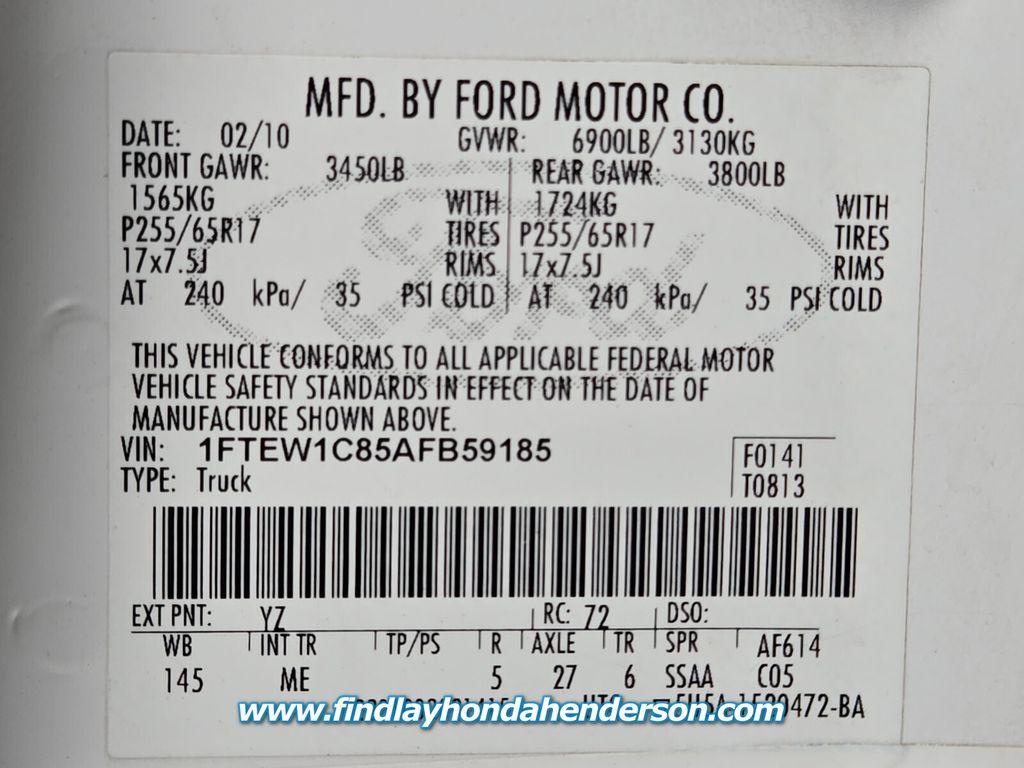 MFD. BY FORD MOTOR CO.
DATE: 02/10 GVWR: 6900LB/ 3130KG
FRONT GAWR: 3450LB REAR GAWR: 3800LB
1565KG WITH 1724KG WITH
P255/65R17 TIRES P255/65R17 TIRES
17x7.5J RIMS 17x7.5J RIMS
AT 240 kPa/ 35 PSI COLD AT 240 kPa/ 35 PSI COLD
THIS VEHICLE CONFORMS TO ALL APPLICABLE FEDERAL MOTOR
VEHICLE SAFETY STANDARDS IN EFFECT ON THE DATE OF
MANUFACTURE SHOWN ABOVE.
VIN: 1FTEW1C85AFB59185
F0141
TYPE: Truck
T0813
EXT PNT: YZ RC: 72 DSO:
WB INT TR TP/PS R AXLE TR SPR AF614
145 ME 5 27 6 SSAA C05
www.findlayhondahenderson.com